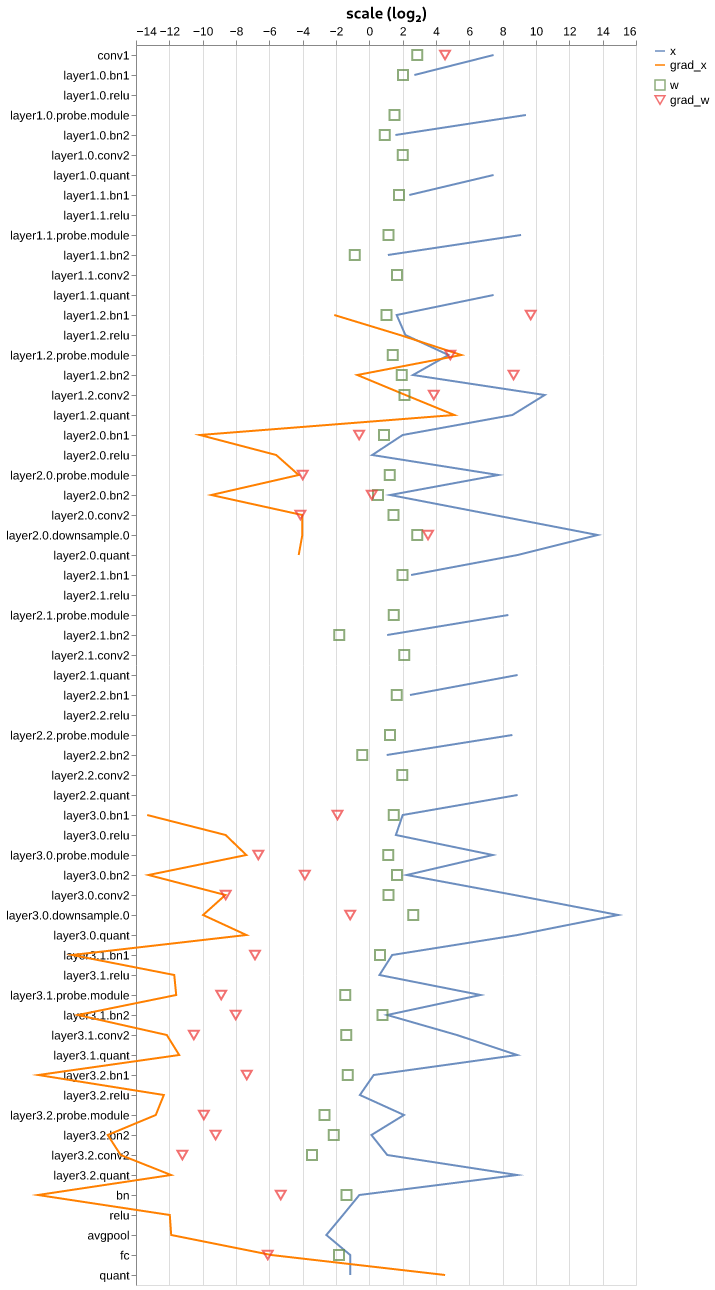 scale (log₂)
−14 −12 −10 −8 −6 −4 −2 0 2 4 6 8 10 12 14 16
x
grad_x
w
grad_w
conv1
layer1.0.bn1
layer1.0.relu
layer1.0.probe.module
layer1.0.bn2
layer1.0.conv2
layer1.0.quant
layer1.1.bn1
layer1.1.relu
layer1.1.probe.module
layer1.1.bn2
layer1.1.conv2
layer1.1.quant
layer1.2.bn1
layer1.2.relu
layer1.2.probe.module
layer1.2.bn2
layer1.2.conv2
layer1.2.quant
layer2.0.bn1
layer2.0.relu
layer2.0.probe.module
layer2.0.bn2
layer2.0.conv2
layer2.0.downsample.0
layer2.0.quant
layer2.1.bn1
layer2.1.relu
layer2.1.probe.module
layer2.1.bn2
layer2.1.conv2
layer2.1.quant
layer2.2.bn1
layer2.2.relu
layer2.2.probe.module
layer2.2.bn2
layer2.2.conv2
layer2.2.quant
layer3.0.bn1
layer3.0.relu
layer3.0.probe.module
layer3.0.bn2
layer3.0.conv2
layer3.0.downsample.0
layer3.0.quant
layer3.1.bn1
layer3.1.relu
layer3.1.probe.module
layer3.1.bn2
layer3.1.conv2
layer3.1.quant
layer3.2.bn1
layer3.2.relu
layer3.2.probe.module
layer3.2.bn2
layer3.2.conv2
layer3.2.quant
bn
relu
avgpool
fc
quant